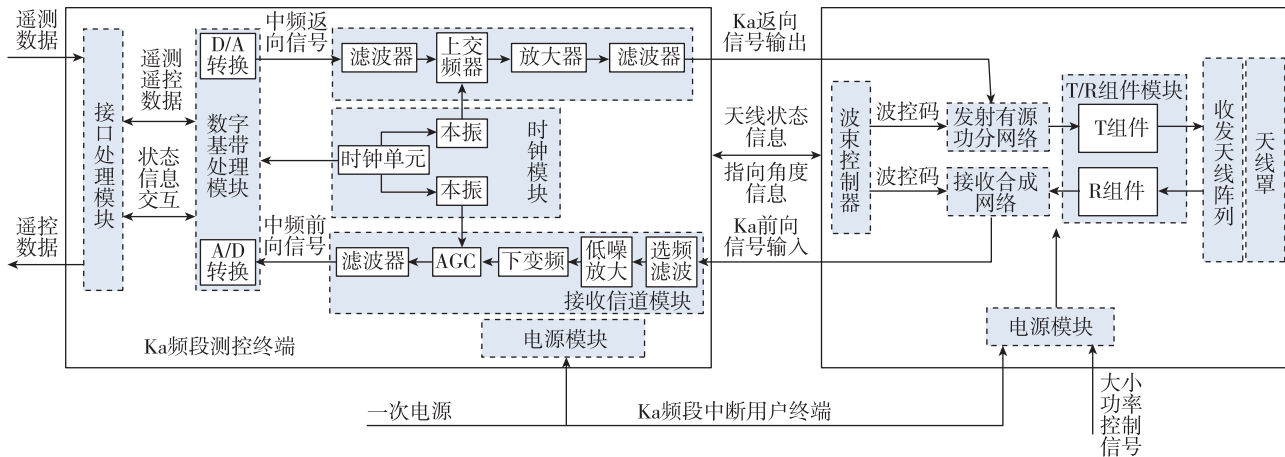 遥测
数据
遥控
数据
接口处理模块
遥测
遥控
数据
状态
信息
交互
D/A
转换
数字
基带
处理
模块
A/D
转换
中频返
向信号
滤波器
上交
频器
放大器
滤波器
时钟单元
本振
本振
时钟模块
中频前
向信号
滤波器
AGC
下变频
低噪
放大
选频
滤波
接收信道模块
电源模块
Ka频段测控终端
Ka返向
信号输出
天线状态
信息
指向角度
信息
Ka前向
信号输入
波束控制器
波控码
波控码
发射有源
功分网络
接收合成
网络
T/R组件模块
T组件
R组件
收发天线阵列
天线罩
电源模块
一次电源
Ka频段中断用户终端
大小
功率
控制
信号